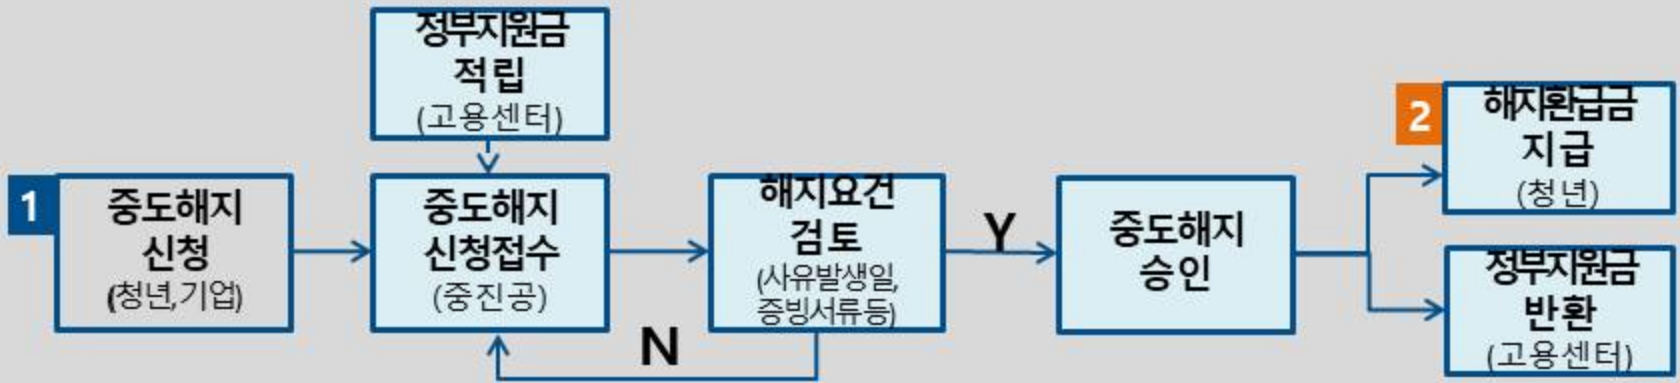 정부지원금
적립
(고용센터)
1
중도해지
신청
(청년,기업)
중도해지
신청접수
(중진공)
해지요건
검토
(사유발생일,
증빙서류등)
Y
N
중도해지
승인
2
해지환급금
지급
(청년)
정부지원금
반환
(고용센터)